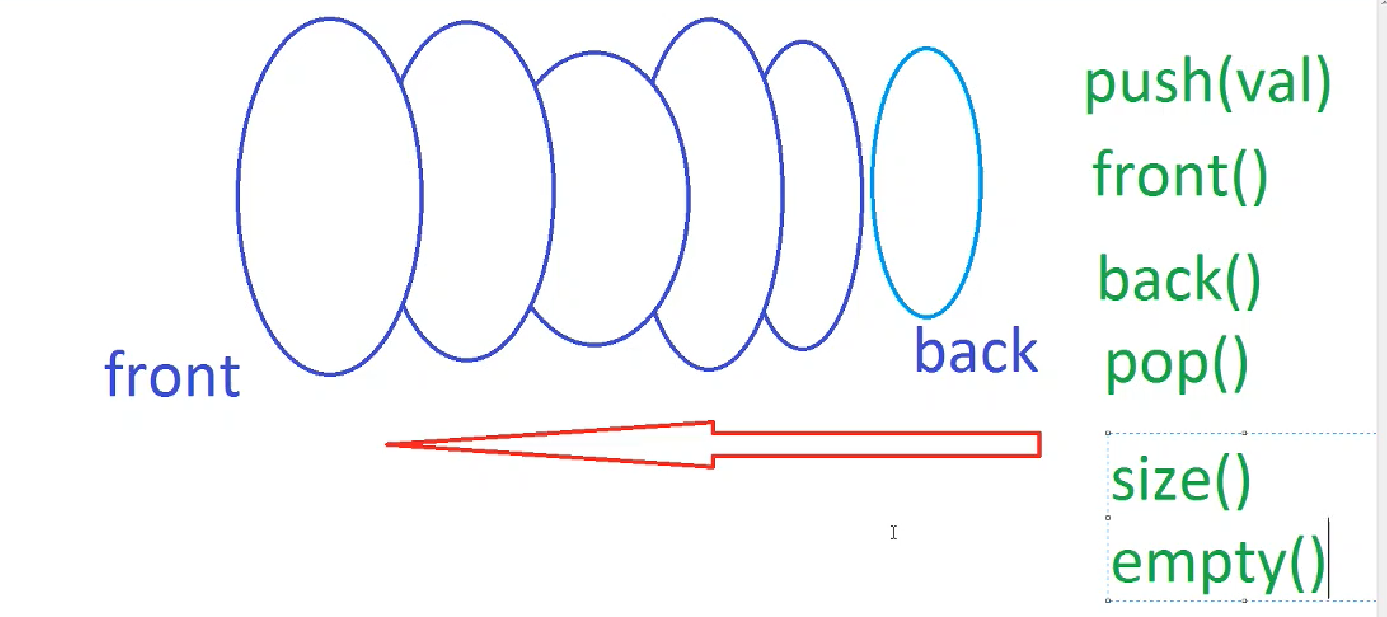 push(val)
front()
back()
pop()
size()
empty()
front
back